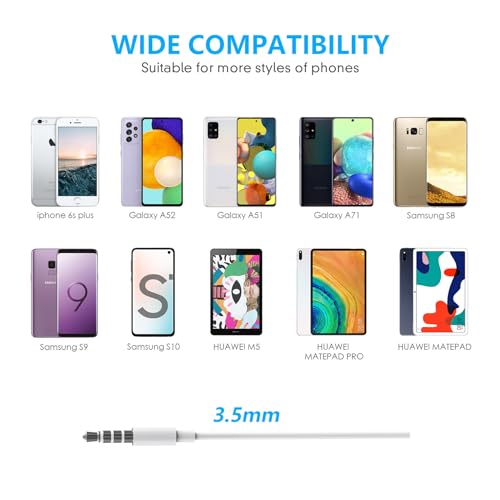 WIDE COMPATIBILITY
Suitable for more styles of phones
iphone 6s plus
Galaxy A52
Galaxy A51
Galaxy A71
Samsung S8
9
S
Samsung S9
Samsung S10
HUAWEI M5
HUAWEI
MATEPAD PRO
HUAWEI MATEPAD
3.5mm